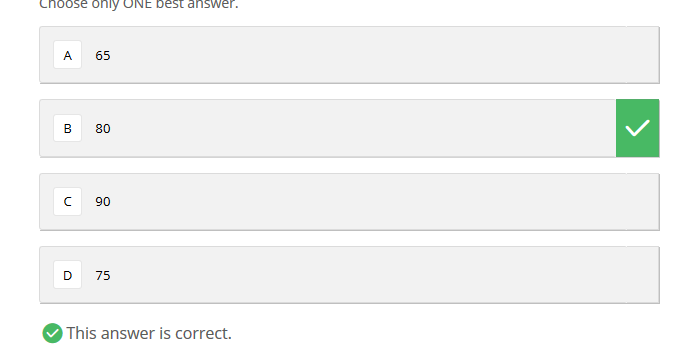 Choose only ONE best answer.
A 65
B 80
C 90
D 75
This answer is correct.